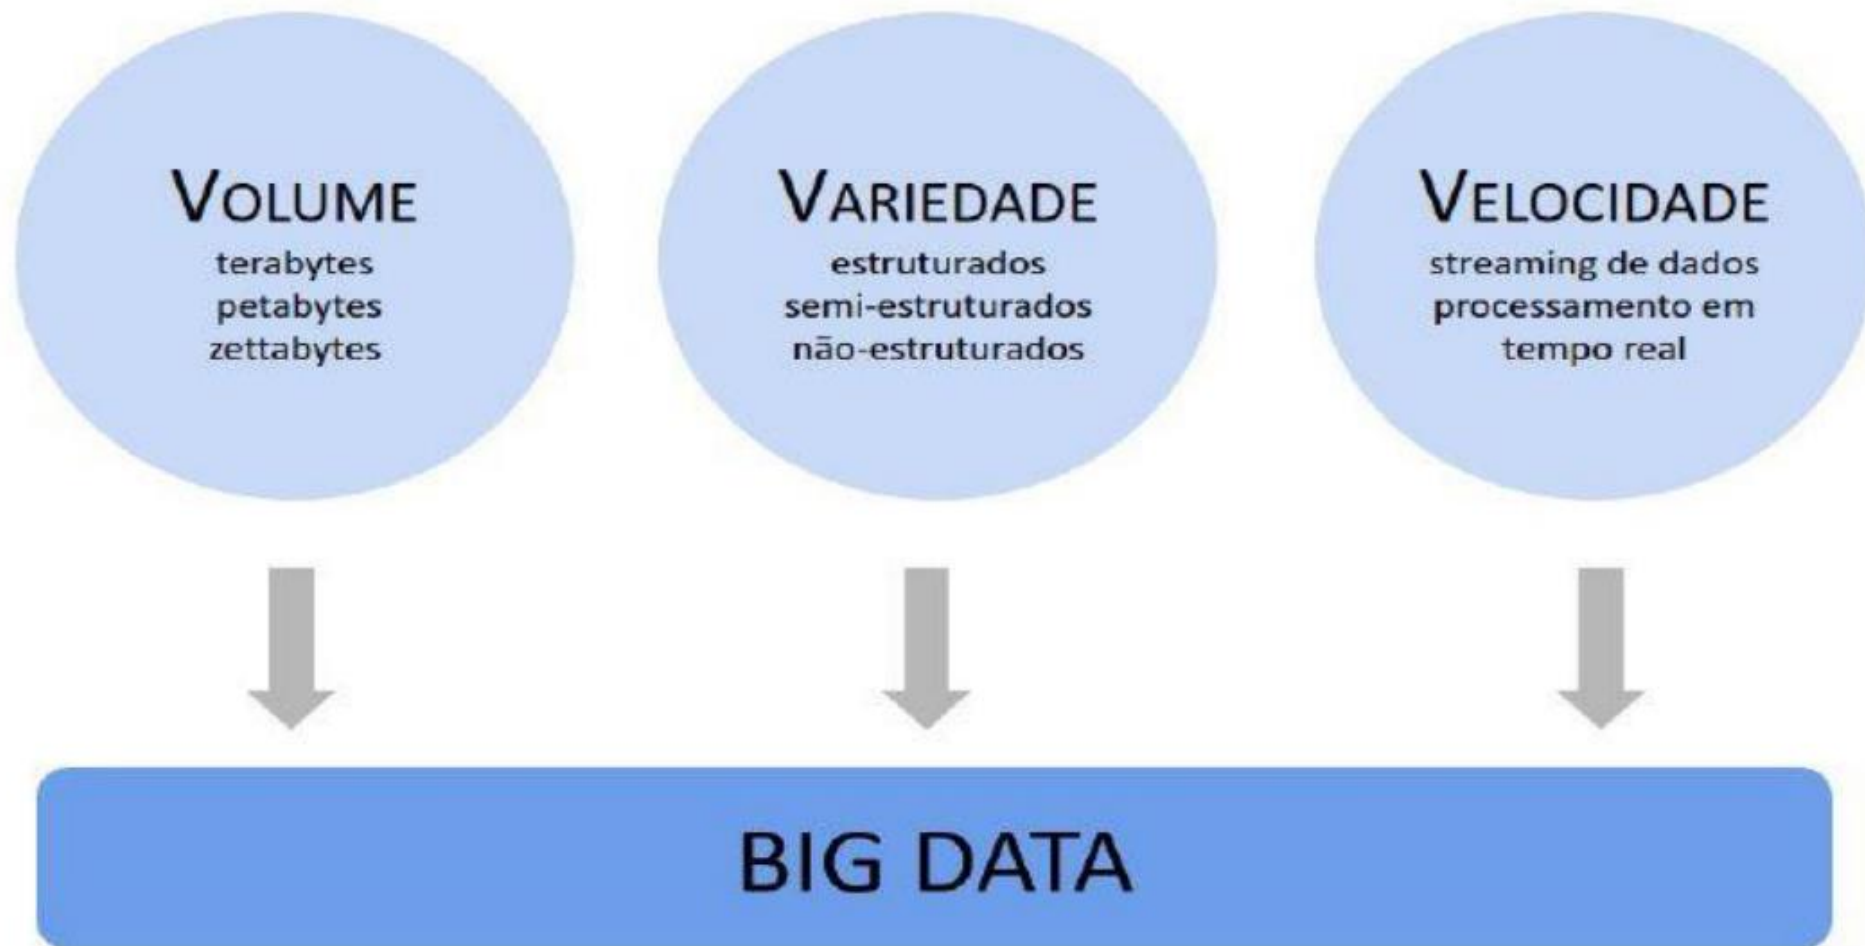 VOLUME
terabytes
petabytes
zettabytes
VARIEDADE
estruturados
semi-estruturados
não-estruturados
VELOCIDADE
streaming de dados
processamento em
tempo real
BIG DATA